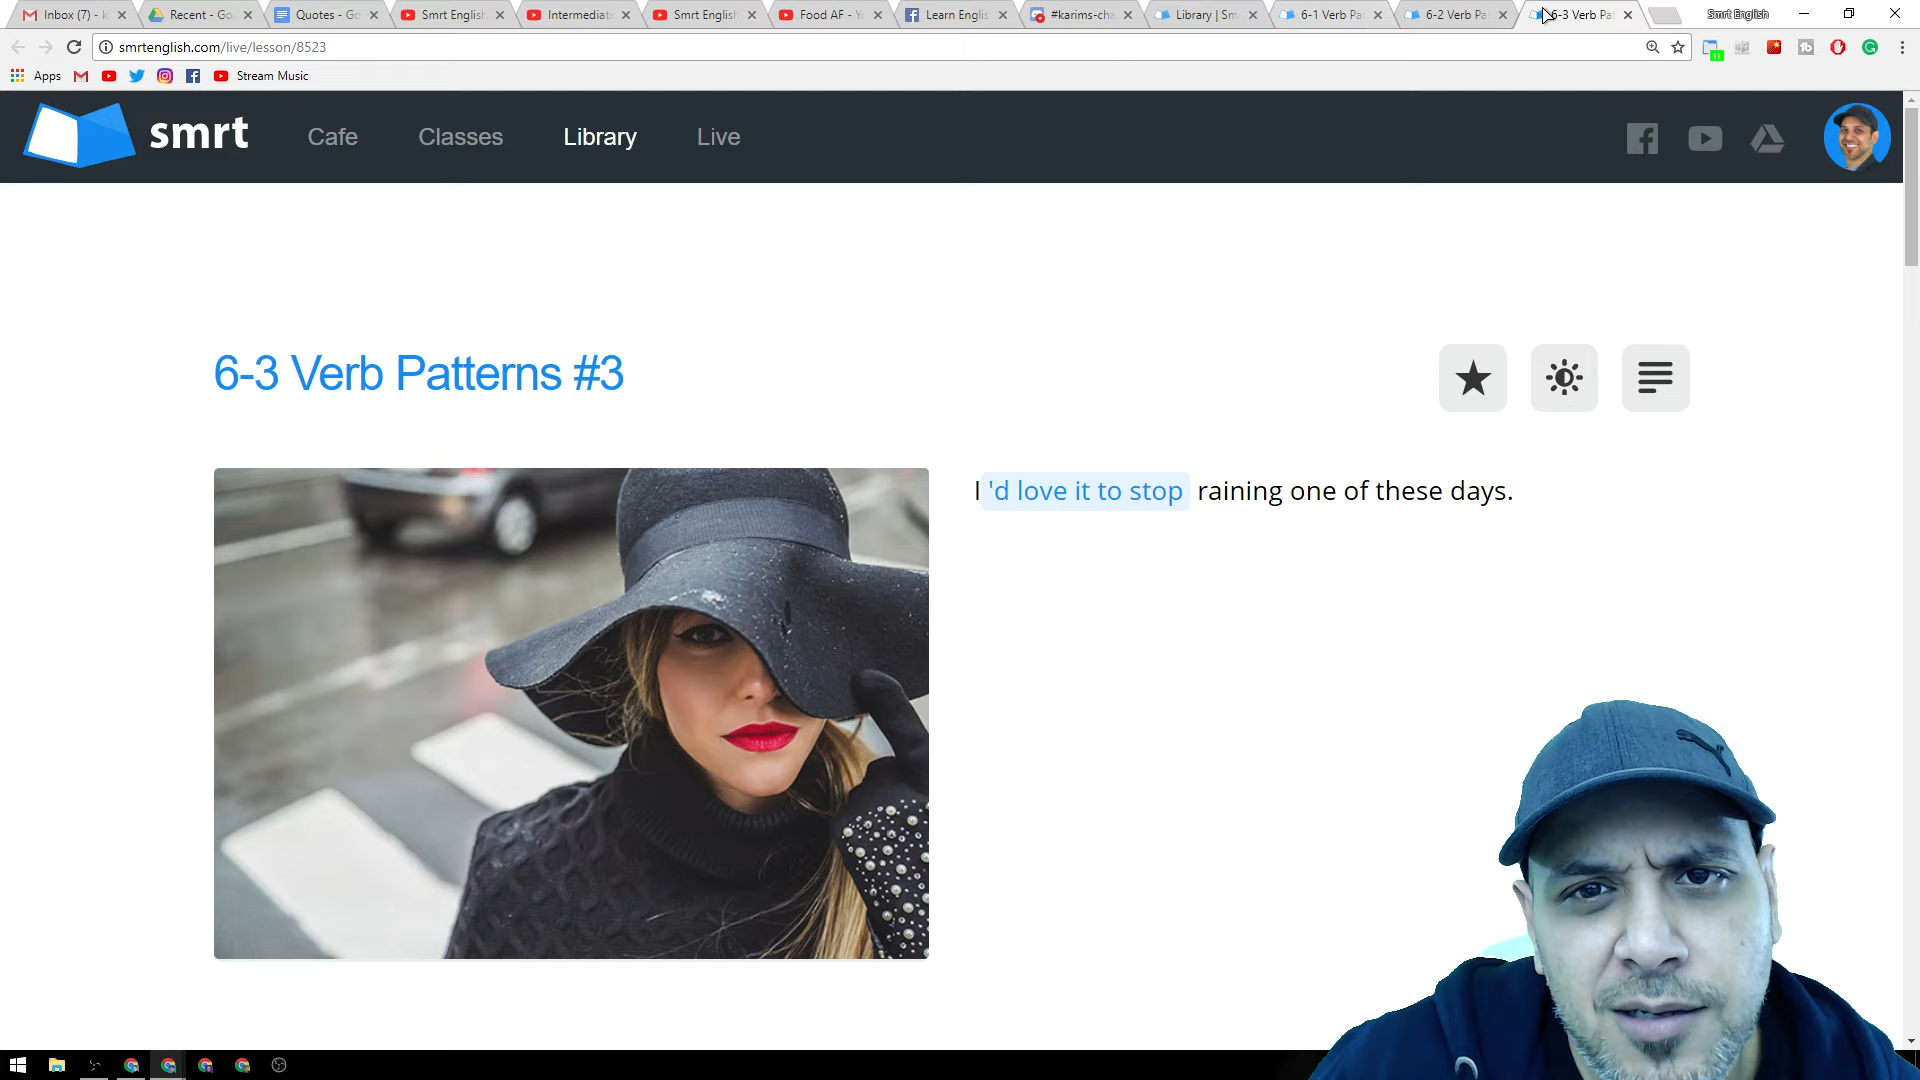 Inbox (7) - k
Recent - Go
Quotes - Go
Smrt English
Intermediate
Smrt English
Food AF - Yo
Learn Englis
#karims-cha
Library | Sm
6-1 Verb Pa
6-2 Verb Pa
6-3 Verb Pat
Smrt English
smrtenglish.com/live/lesson/8523
Apps
Stream Music
smrt
Cafe
Classes
Library
Live
6-3 Verb Patterns #3
I 'd love it to stop raining one of these days.